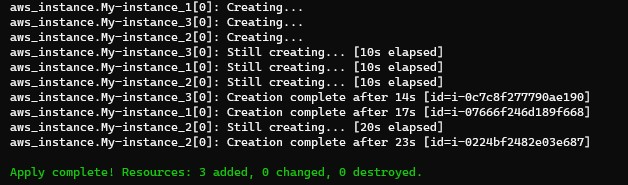 aws_instance.My-instance_1[0]: Creating...
aws_instance.My-instance_3[0]: Creating...
aws_instance.My-instance_2[0]: Creating...
aws_instance.My-instance_3[0]: Still creating... [10s elapsed]
aws_instance.My-instance_1[0]: Still creating... [10s elapsed]
aws_instance.My-instance_2[0]: Still creating... [10s elapsed]
aws_instance.My-instance_3[0]: Creation complete after 14s [id=i-0c7c8f277790ae190]
aws_instance.My-instance_1[0]: Creation complete after 17s [id=i-07666f246d189f668]
aws_instance.My-instance_2[0]: Still creating... [20s elapsed]
aws_instance.My-instance_2[0]: Creation complete after 23s [id=i-0224bf2482e03e687]
Apply complete! Resources: 3 added, 0 changed, 0 destroyed.